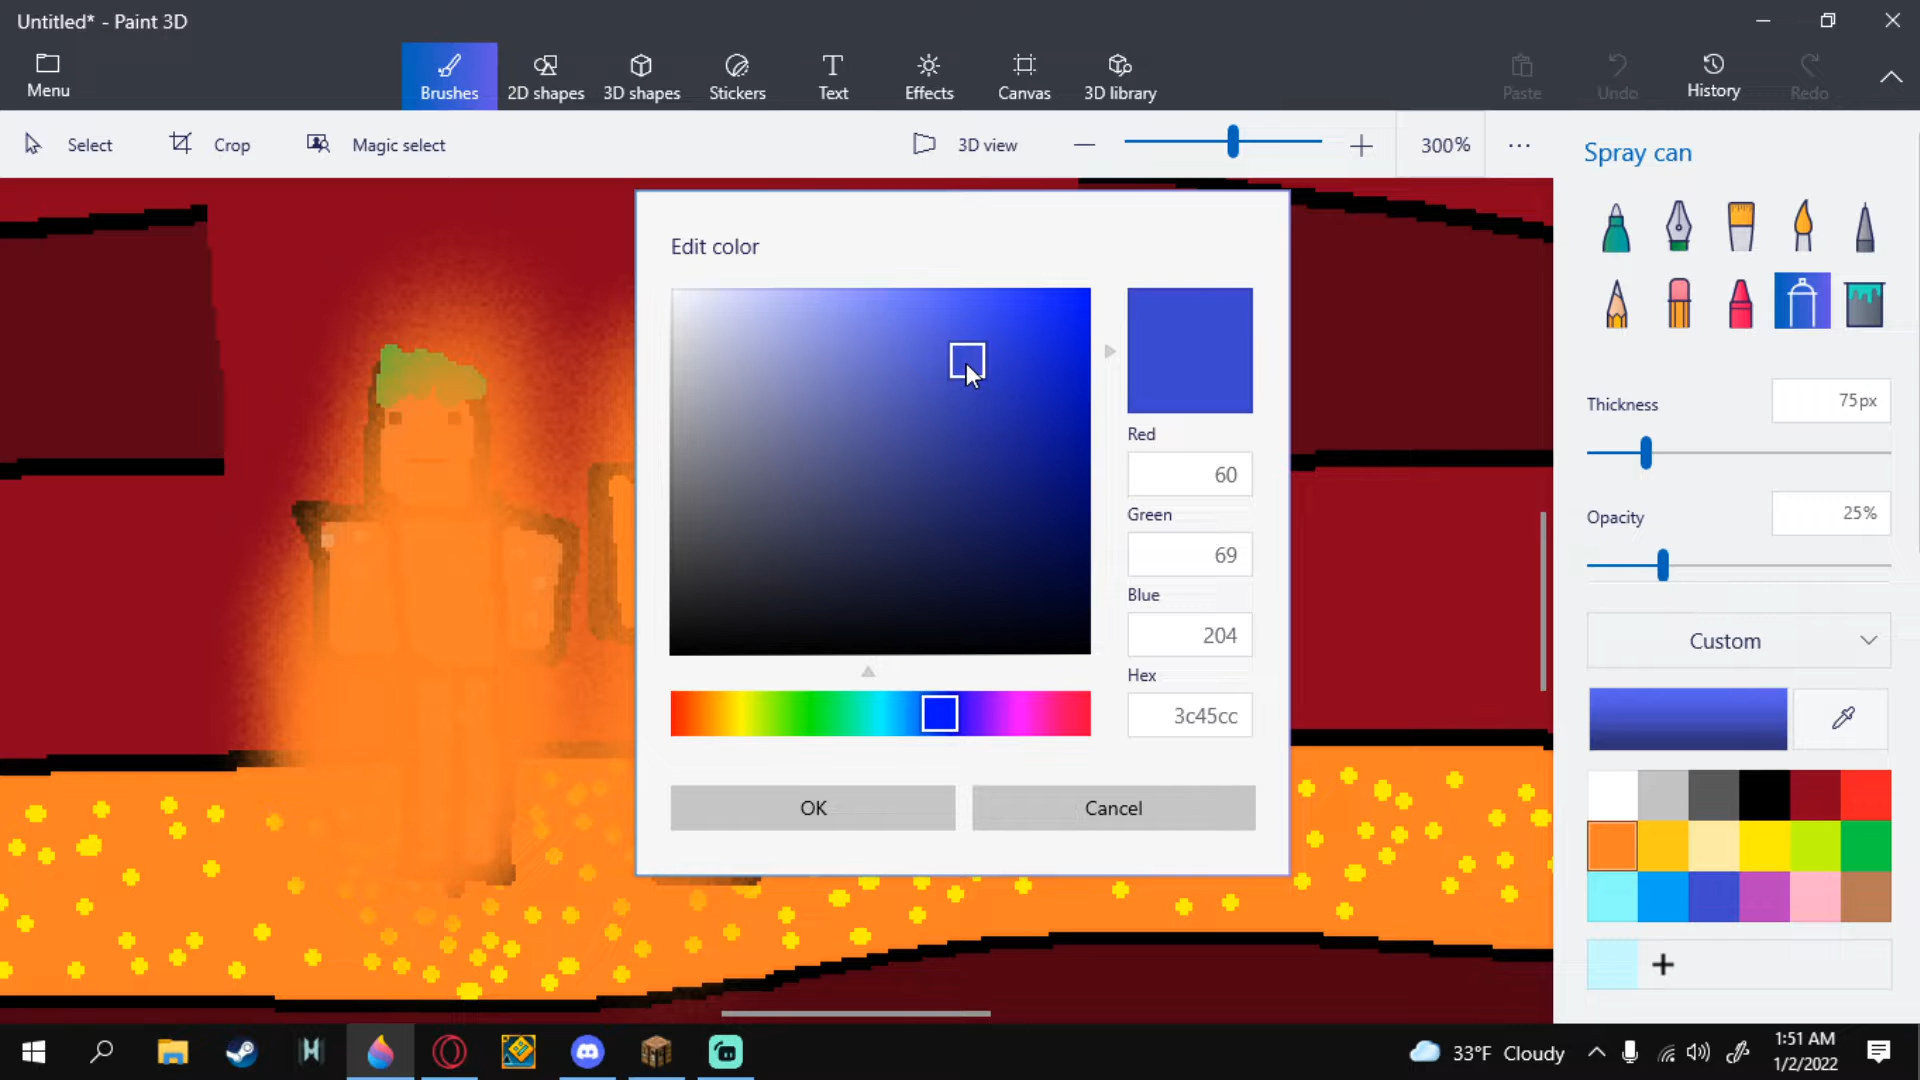 Untitled* - Paint 3D
Menu
Brushes
2D shapes
3D shapes
Stickers
Text
Effects
Canvas
3D library
Paste
Undo
History
Redo
Select
Crop
Magic select
3D view
300%
Spray can
Edit color
Red
60
Green
69
Blue
204
Hex
3c45cc
OK
Cancel
Thickness
75px
Opacity
25%
Custom
33°F Cloudy
1:51 AM
1/2/2022